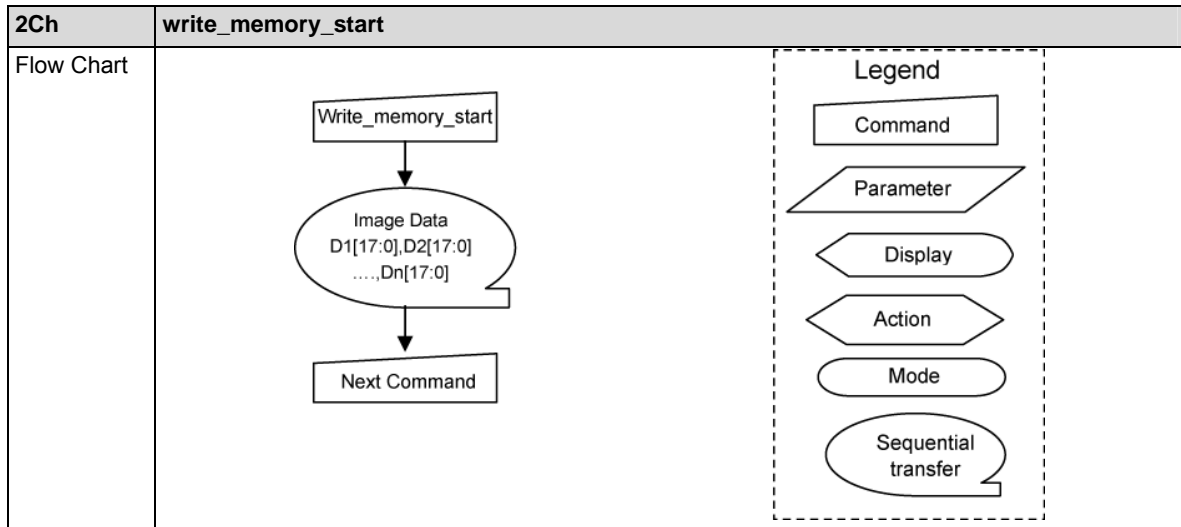 2Ch write_memory_start
Flow Chart
Write_memory_start
Image Data
D1[17:0],D2[17:0]
....,Dn[17:0]
Next Command
Legend
Command
Parameter
Display
Action
Mode
Sequential
transfer